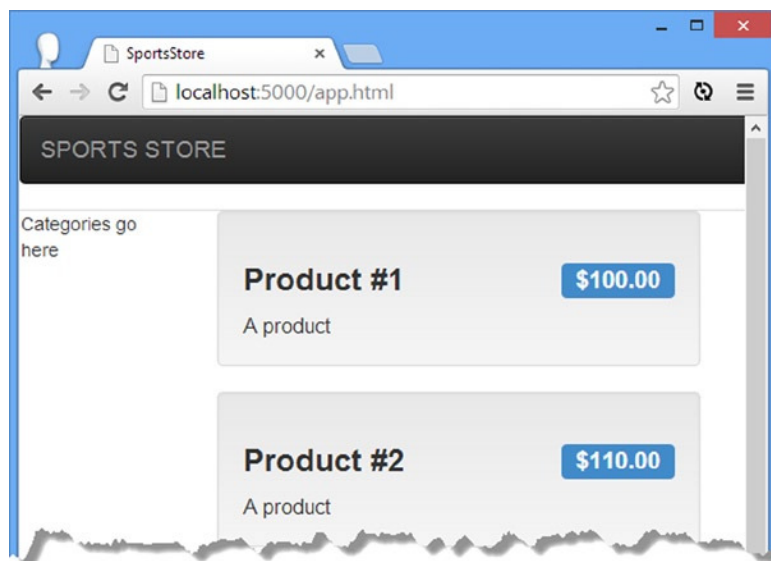 SportsStore
localhost:5000/app.html
SPORTS STORE
Categories go
here
Product #1
$100.00
A product
Product #2
$110.00
A product